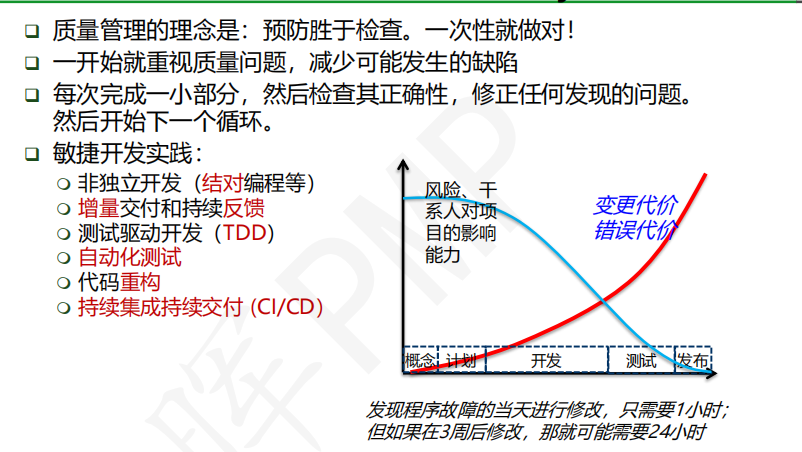 质量管理的理念是：预防胜于检查。一次性就做对！
一开始就重视质量问题，减少可能发生的缺陷
每次完成一小部分，然后检查其正确性，修正任何发现的问题。
然后开始下一个循环。
敏捷开发实践：
非独立开发（结对编程等）
增量交付和持续反馈
测试驱动开发（TDD）
自动化测试
代码重构
持续集成持续交付 (CI/CD)
风险、干
系人对项
目的影响
能力
变更代价
错误代价
概念 计划 开发 测试 发布
发现程序故障的当天进行修改，只需要1小时；
但如果在3周后修改，那就可能需要24小时
晖PMP